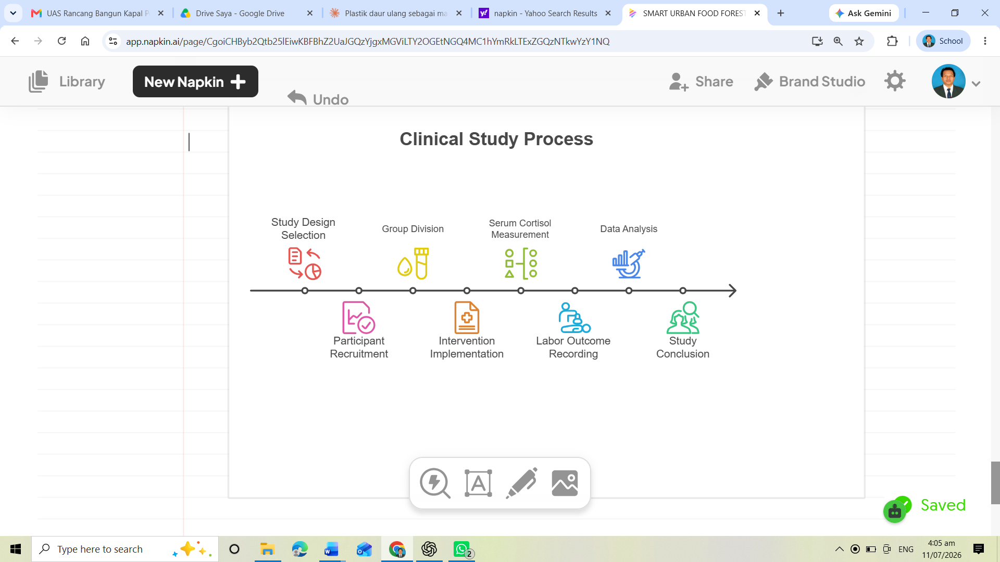 UAS Rancang Bangun Kapal P
Drive Saya - Google Drive
Plastik daur ulang sebagai ma
napkin - Yahoo Search Results
SMART URBAN FOOD FOREST
Ask Gemini
app.napkin.ai/page/CgoiCHByb2Qtb25lEiwKBFBhZ2UaJGQzYjgxMGViLTY2OGEtNGQ4MC1hYmRkLTExZGQzNTkwYzY1NQ
School
Library
New Napkin +
Undo
Share
Brand Studio
Clinical Study Process
Study Design
Selection
Group Division
Serum Cortisol
Measurement
Data Analysis
Participant
Recruitment
Intervention
Implementation
Labor Outcome
Recording
Study
Conclusion
A
Saved
Type here to search
2
ENG
4:05 am
11/07/2026